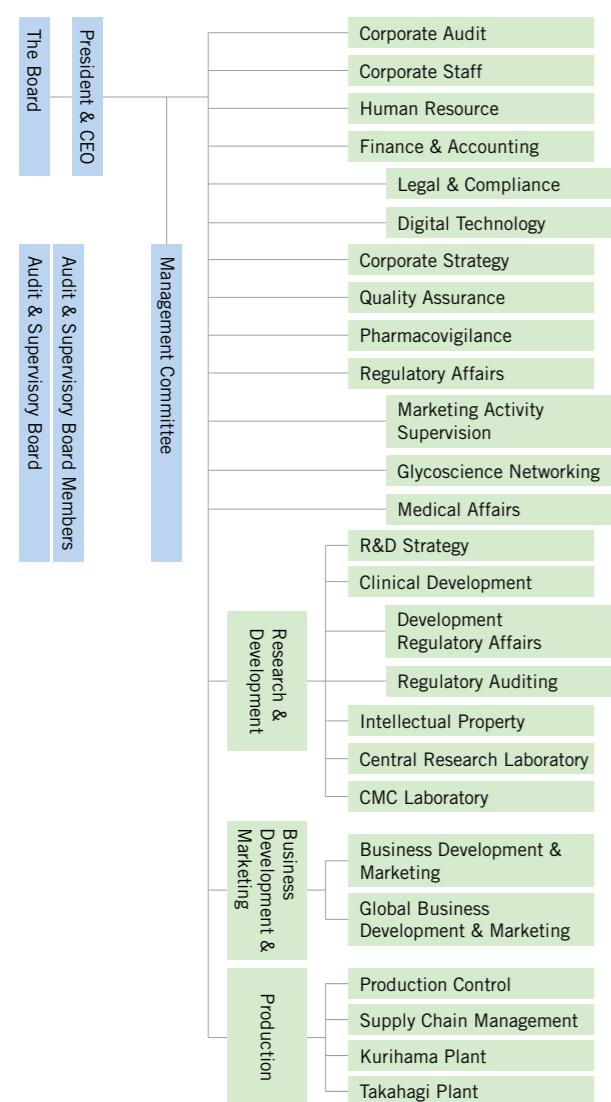 The Board
President & CEO
Audit & Supervisory Board
Audit & Supervisory Board Members
Management Committee
Corporate Audit
Corporate Staff
Human Resource
Finance & Accounting
Legal & Compliance
Digital Technology
Corporate Strategy
Quality Assurance
Pharmacovigilance
Regulatory Affairs
Marketing Activity
Supervision
Glycoscience Networking
Medical Affairs
Research &
Development
R&D Strategy
Clinical Development
Development
Regulatory Affairs
Regulatory Auditing
Intellectual Property
Central Research Laboratory
CMC Laboratory
Business
Development &
Marketing
Business Development &
Marketing
Global Business
Development & Marketing
Production
Production Control
Supply Chain Management
Kurihama Plant
Takahagi Plant